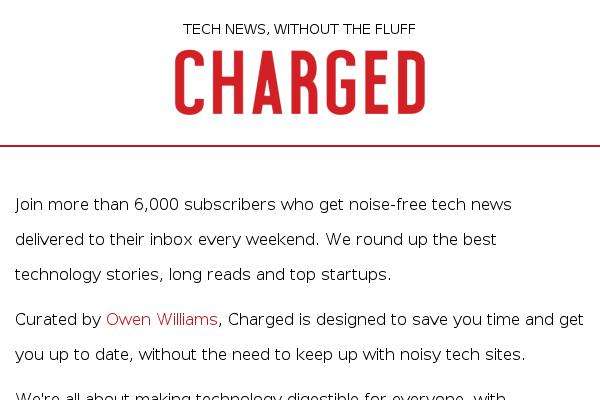 TECH NEWS, WITHOUT THE FLUFF
CHARGED
Join more than 6,000 subscribers who get noise-free tech news
delivered to their inbox every weekend. We round up the best
technology stories, long reads and top startups.
Curated by Owen Williams, Charged is designed to save you time and get
you up to date, without the need to keep up with noisy tech sites.
We're all about making technology digestible for everyone, with